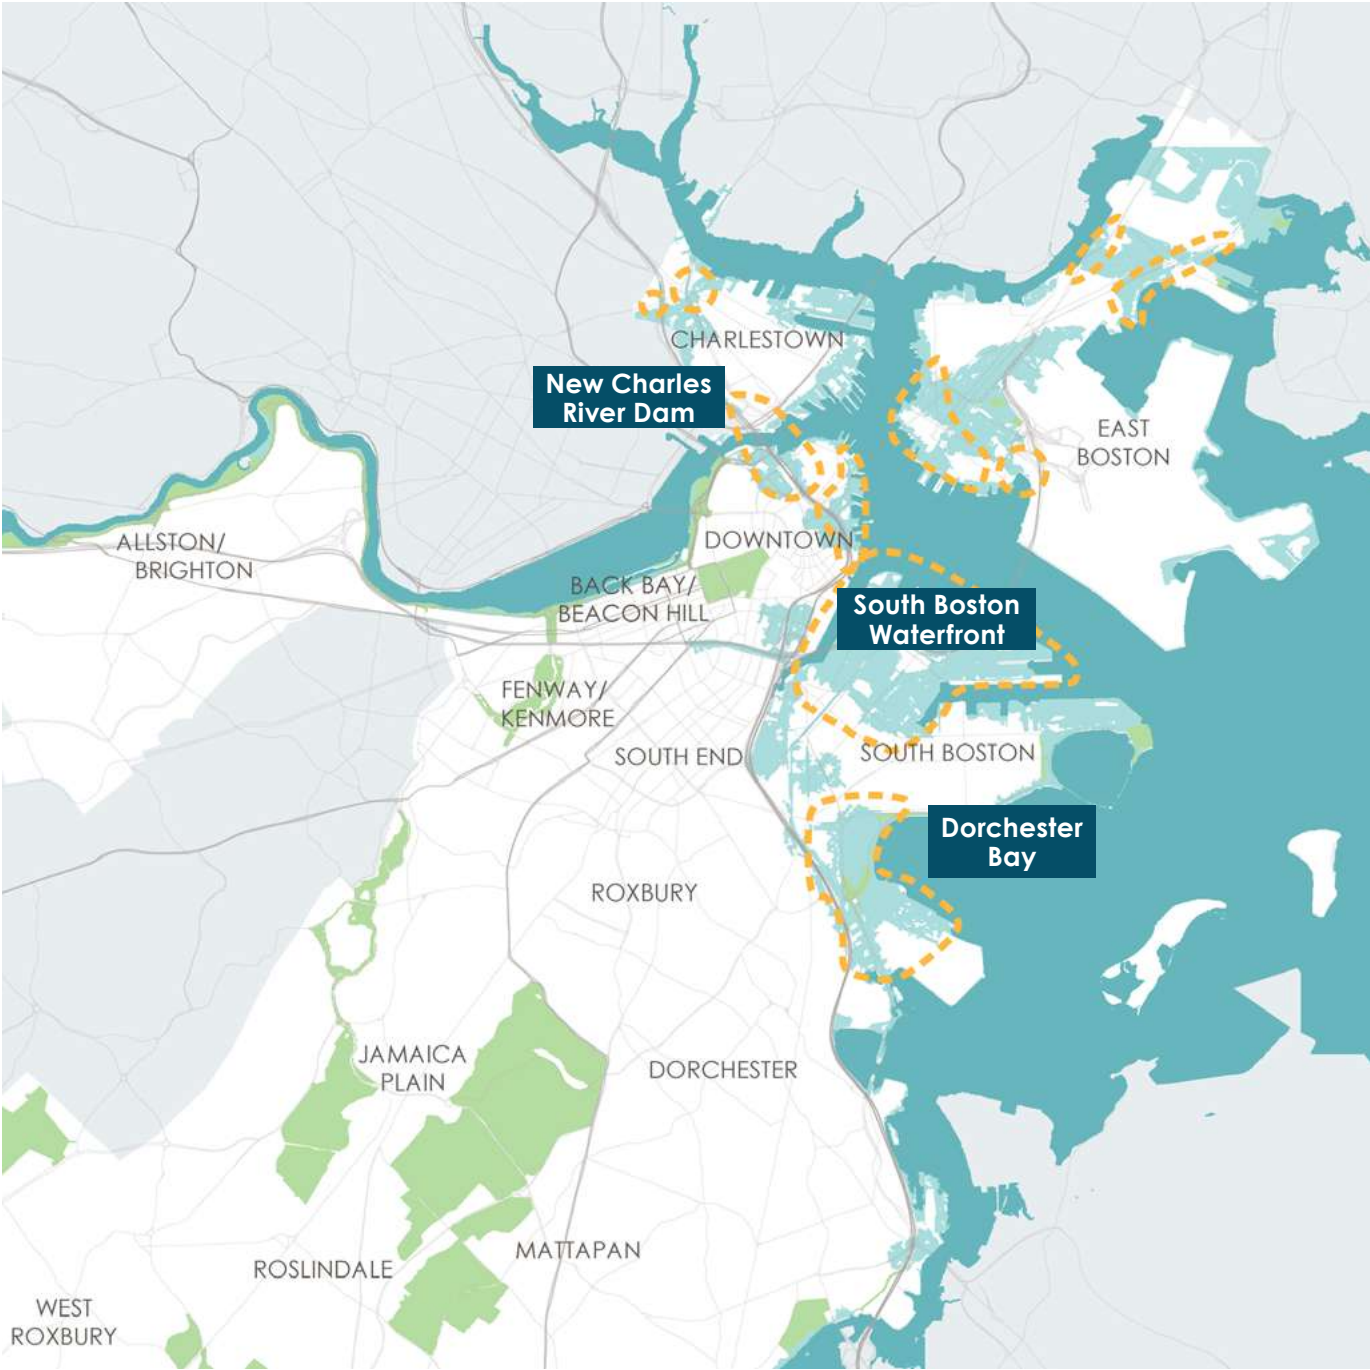 CHARLESTOWN
New Charles
River Dam
EAST
BOSTON
ALLSTON/
BRIGHTON
DOWNTOWN
BACK BAY/
BEACON HILL
South Boston
Waterfront
FENWAY/
KENMORE
SOUTH END
SOUTH BOSTON
Dorchester
Bay
ROXBURY
JAMAICA
PLAIN
DORCHESTER
MATTAPAN
ROSLINDALE
WEST
ROXBURY